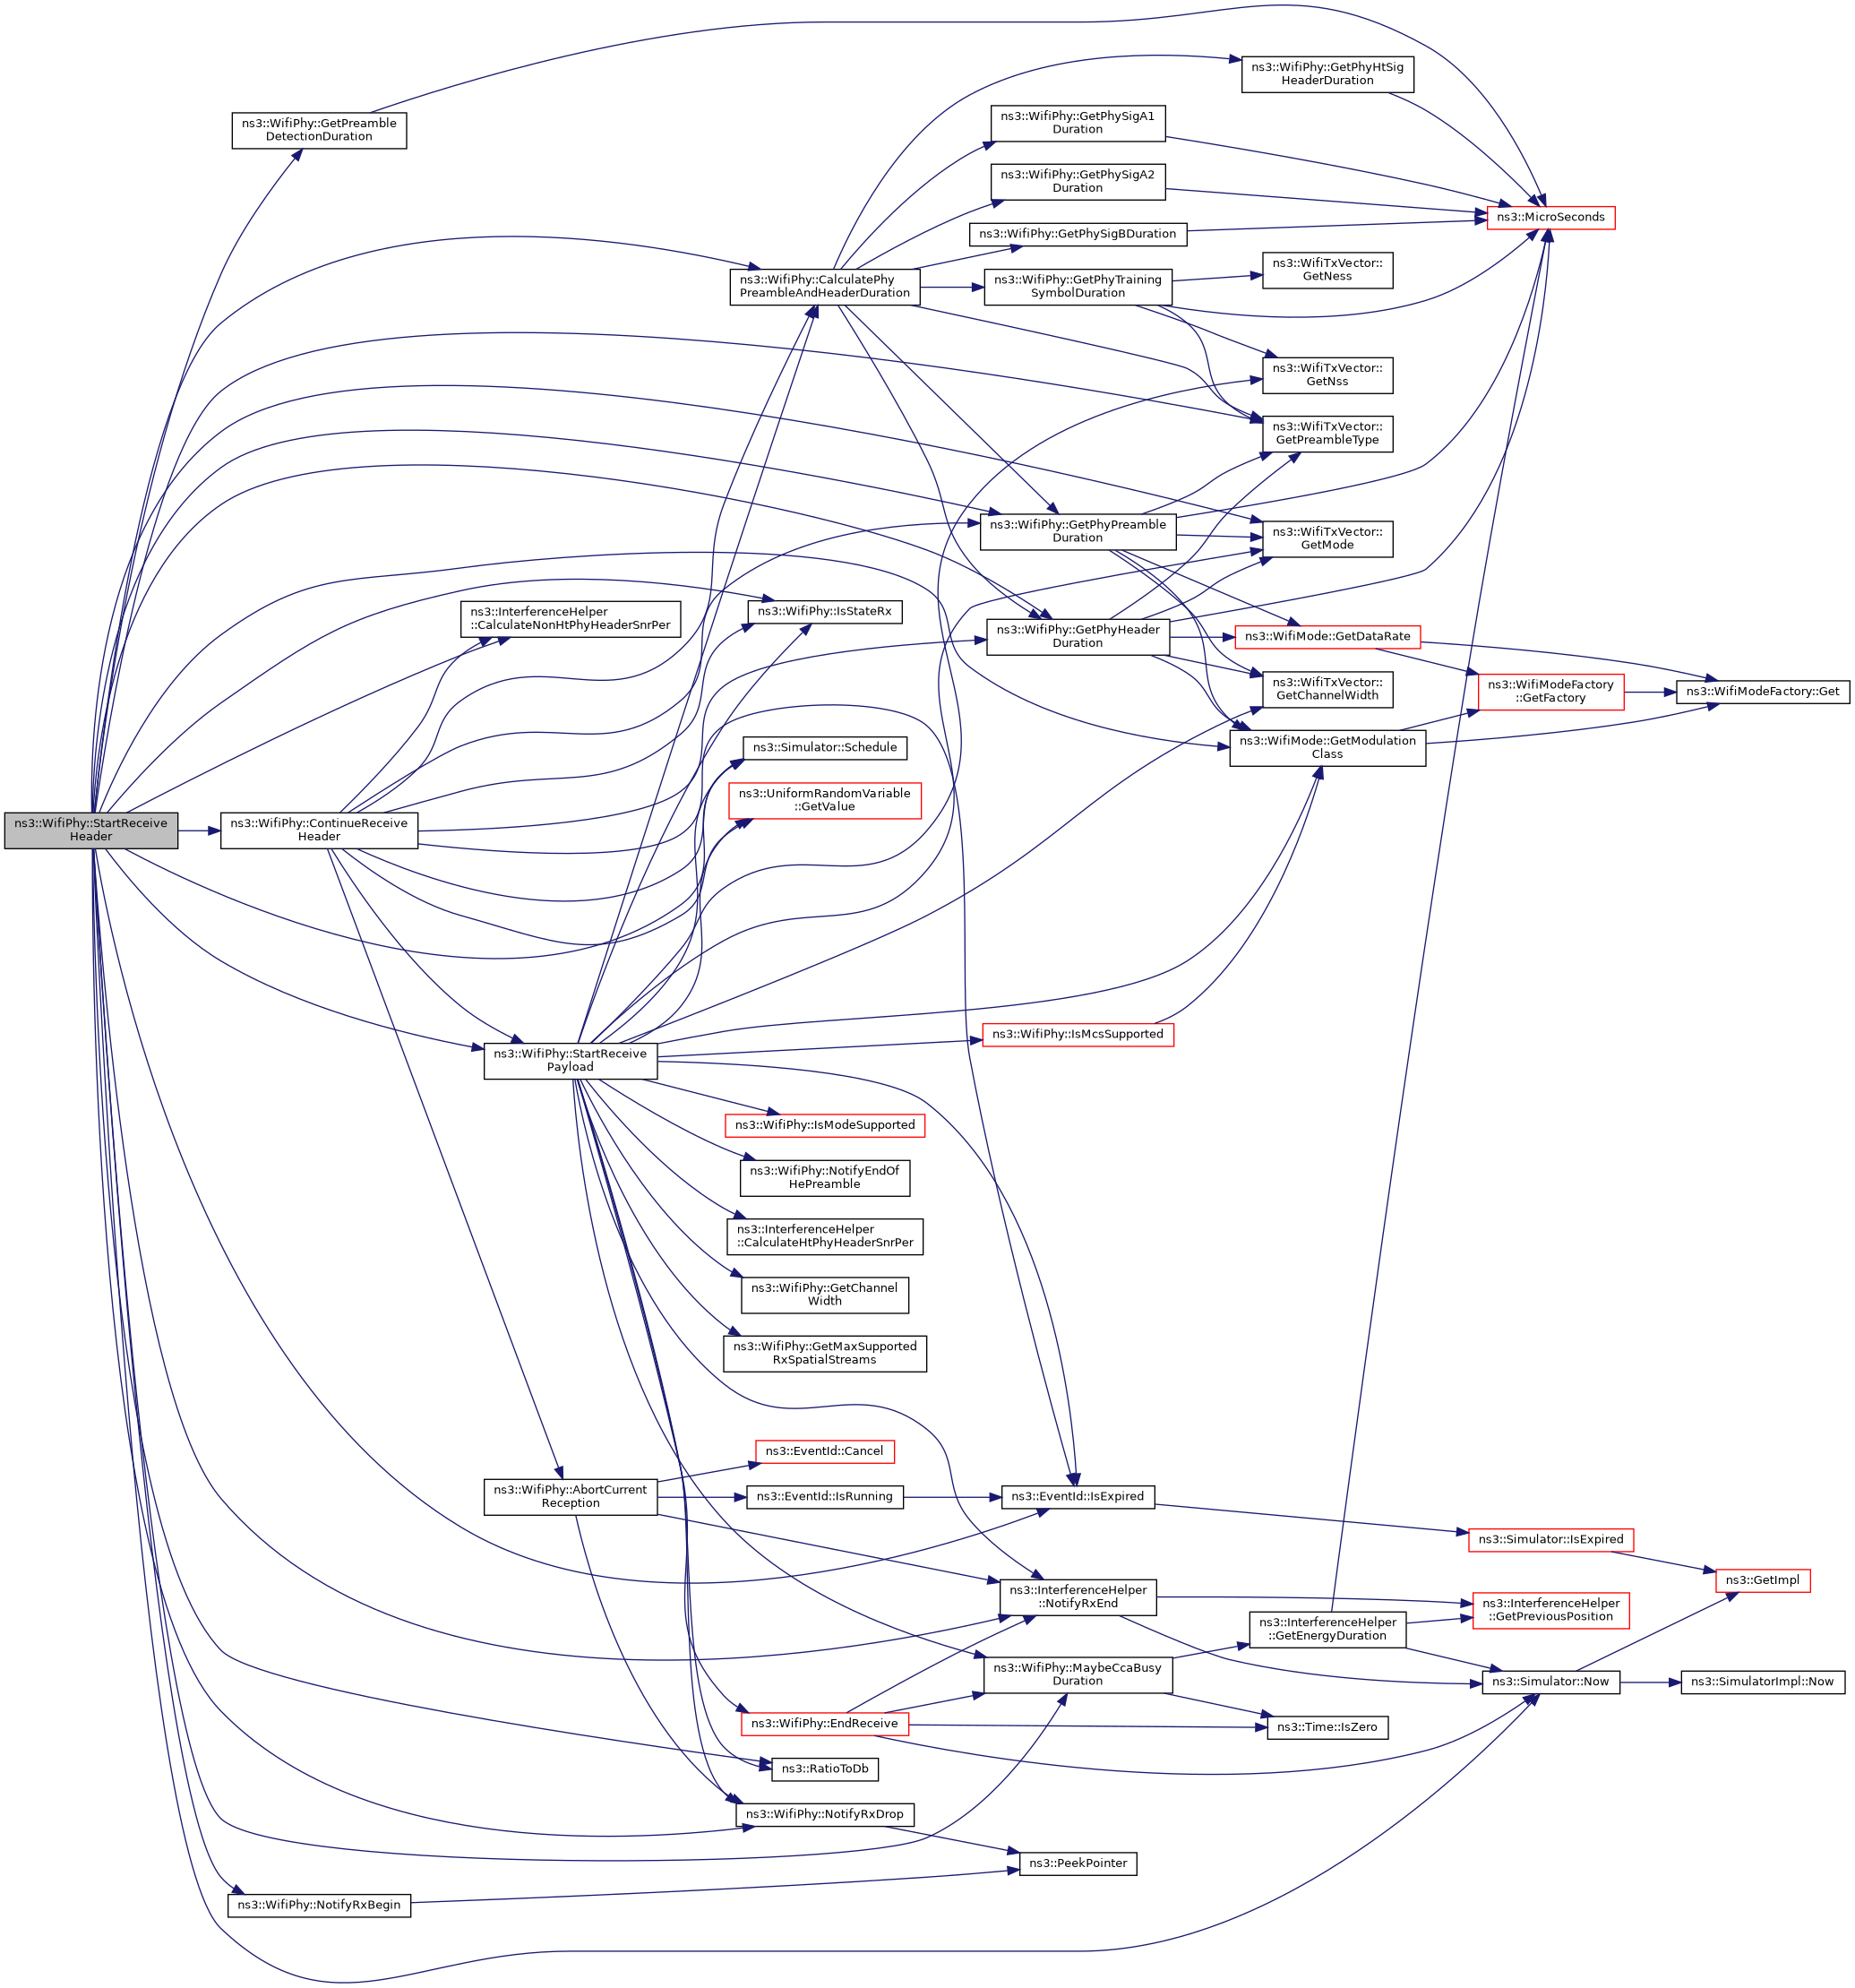 ns3::WifiPhy::StartReceive
Header
ns3::WifiPhy::GetPreamble
DetectionDuration
ns3::WifiPhy::ContinueReceive
Header
ns3::WifiPhy::NotifyRxBegin
ns3::InterferenceHelper
::CalculateNonHtPhyHeaderSnrPer
ns3::WifiPhy::StartReceive
Payload
ns3::WifiPhy::AbortCurrent
Reception
ns3::WifiPhy::CalculatePhy
PreambleAndHeaderDuration
ns3::WifiPhy::IsStateRx
ns3::Simulator::Schedule
ns3::UniformRandomVariable
::GetValue
ns3::WifiPhy::IsModeSupported
ns3::WifiPhy::NotifyEndOf
HePreamble
ns3::InterferenceHelper
::CalculateHtPhyHeaderSnrPer
ns3::WifiPhy::GetChannel
Width
ns3::WifiPhy::GetMaxSupported
RxSpatialStreams
ns3::EventId::Cancel
ns3::EventId::IsRunning
ns3::WifiPhy::EndReceive
ns3::RatioToDb
ns3::WifiPhy::NotifyRxDrop
ns3::WifiPhy::GetPhySigA1
Duration
ns3::WifiPhy::GetPhySigA2
Duration
ns3::WifiPhy::GetPhySigBDuration
ns3::WifiPhy::GetPhyTraining
SymbolDuration
ns3::WifiPhy::GetPhyPreamble
Duration
ns3::WifiPhy::GetPhyHeader
Duration
ns3::WifiPhy::IsMcsSupported
ns3::EventId::IsExpired
ns3::InterferenceHelper
::NotifyRxEnd
ns3::WifiPhy::MaybeCcaBusy
Duration
ns3::PeekPointer
ns3::WifiPhy::GetPhyHtSig
HeaderDuration
ns3::WifiTxVector::
GetNess
ns3::WifiTxVector::
GetNss
ns3::WifiTxVector::
GetPreambleType
ns3::WifiTxVector::
GetMode
ns3::WifiMode::GetDataRate
ns3::WifiTxVector::
GetChannelWidth
ns3::WifiMode::GetModulation
Class
ns3::InterferenceHelper
::GetEnergyDuration
ns3::Time::IsZero
ns3::MicroSeconds
ns3::WifiModeFactory
::GetFactory
ns3::Simulator::IsExpired
ns3::InterferenceHelper
::GetPreviousPosition
ns3::Simulator::Now
ns3::WifiModeFactory::Get
ns3::GetImpl
ns3::SimulatorImpl::Now